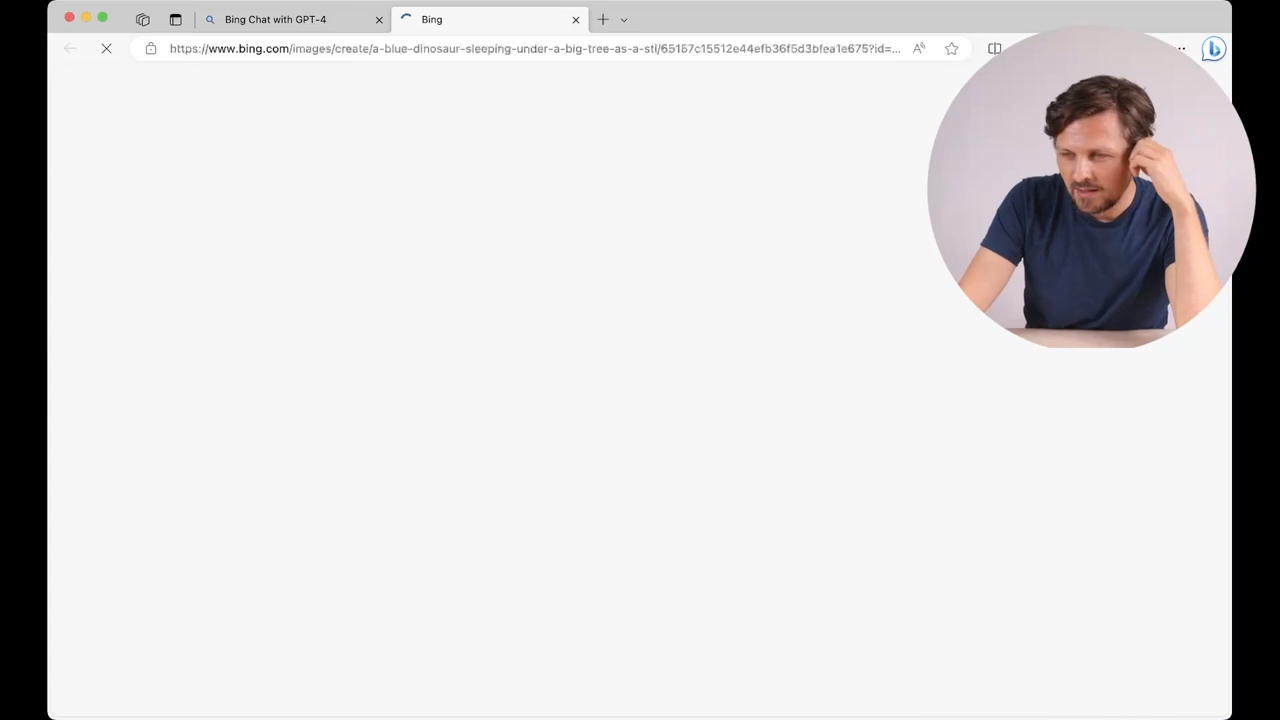 Bing Chat with GPT-4
Bing
https://www.bing.com/images/create/a-blue-dinosaur-sleeping-under-a-big-tree-as-a-sti/65157c15512e44efb36f5d3bfea1e675?id=...